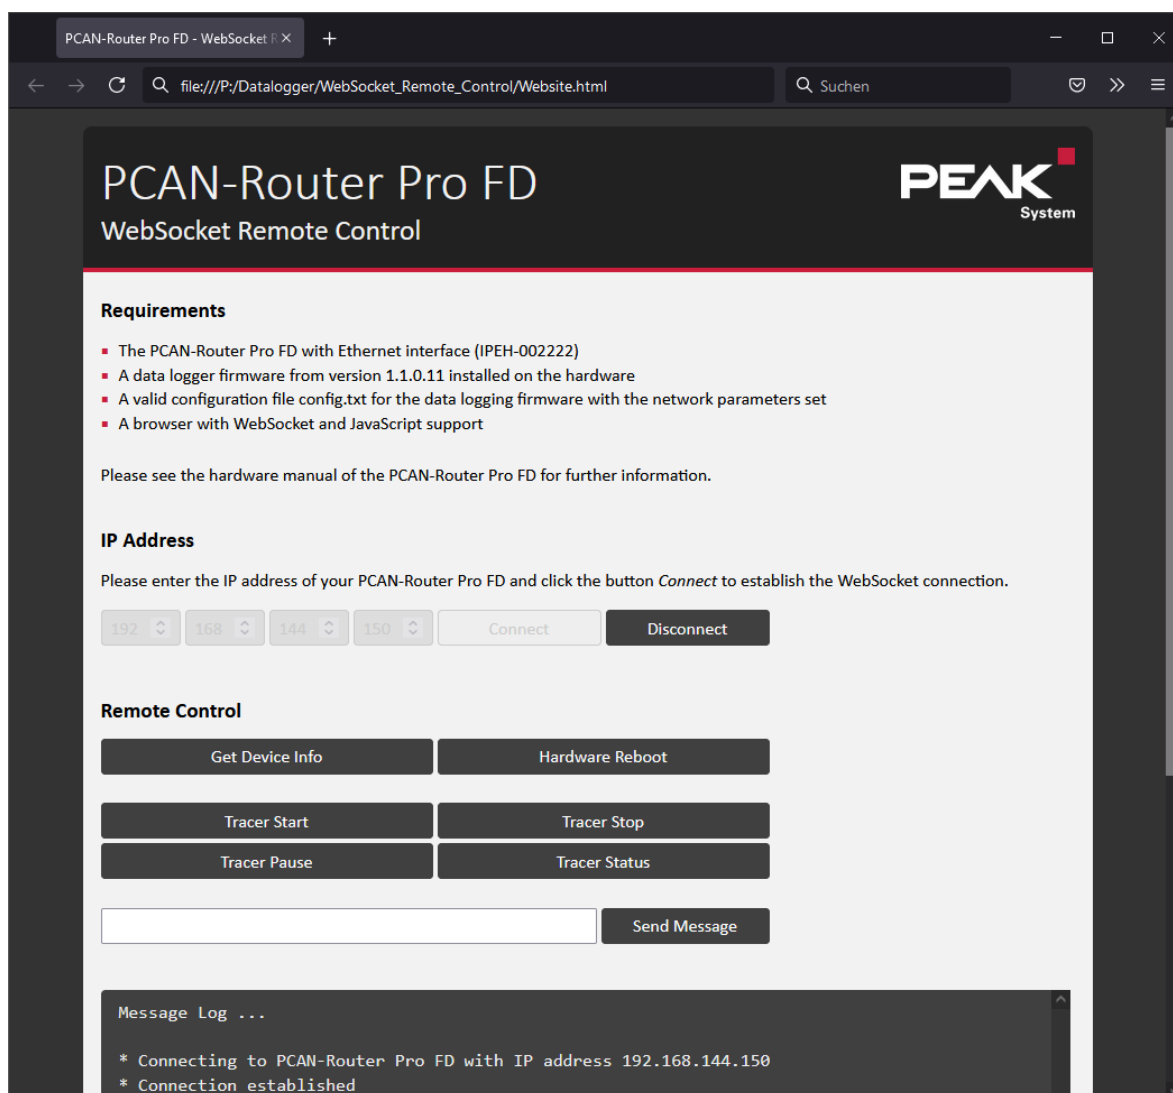 PCAN-Router Pro FD - WebSocket R
file:///P:/Datalogger/WebSocket_Remote_Control/Website.html
Suchen
PCAN-Router Pro FD
WebSocket Remote Control
PEAK
System
Requirements
The PCAN-Router Pro FD with Ethernet interface (IPEH-002222)
A data logger firmware from version 1.1.0.11 installed on the hardware
A valid configuration file config.txt for the data logging firmware with the network parameters set
A browser with WebSocket and JavaScript support
Please see the hardware manual of the PCAN-Router Pro FD for further information.
IP Address
Please enter the IP address of your PCAN-Router Pro FD and click the button Connect to establish the WebSocket connection.
192 168 144 150 Connect Disconnect
Remote Control
Get Device Info Hardware Reboot
Tracer Start Tracer Stop
Tracer Pause Tracer Status
Send Message
Message Log ...
* Connecting to PCAN-Router Pro FD with IP address 192.168.144.150
* Connection established